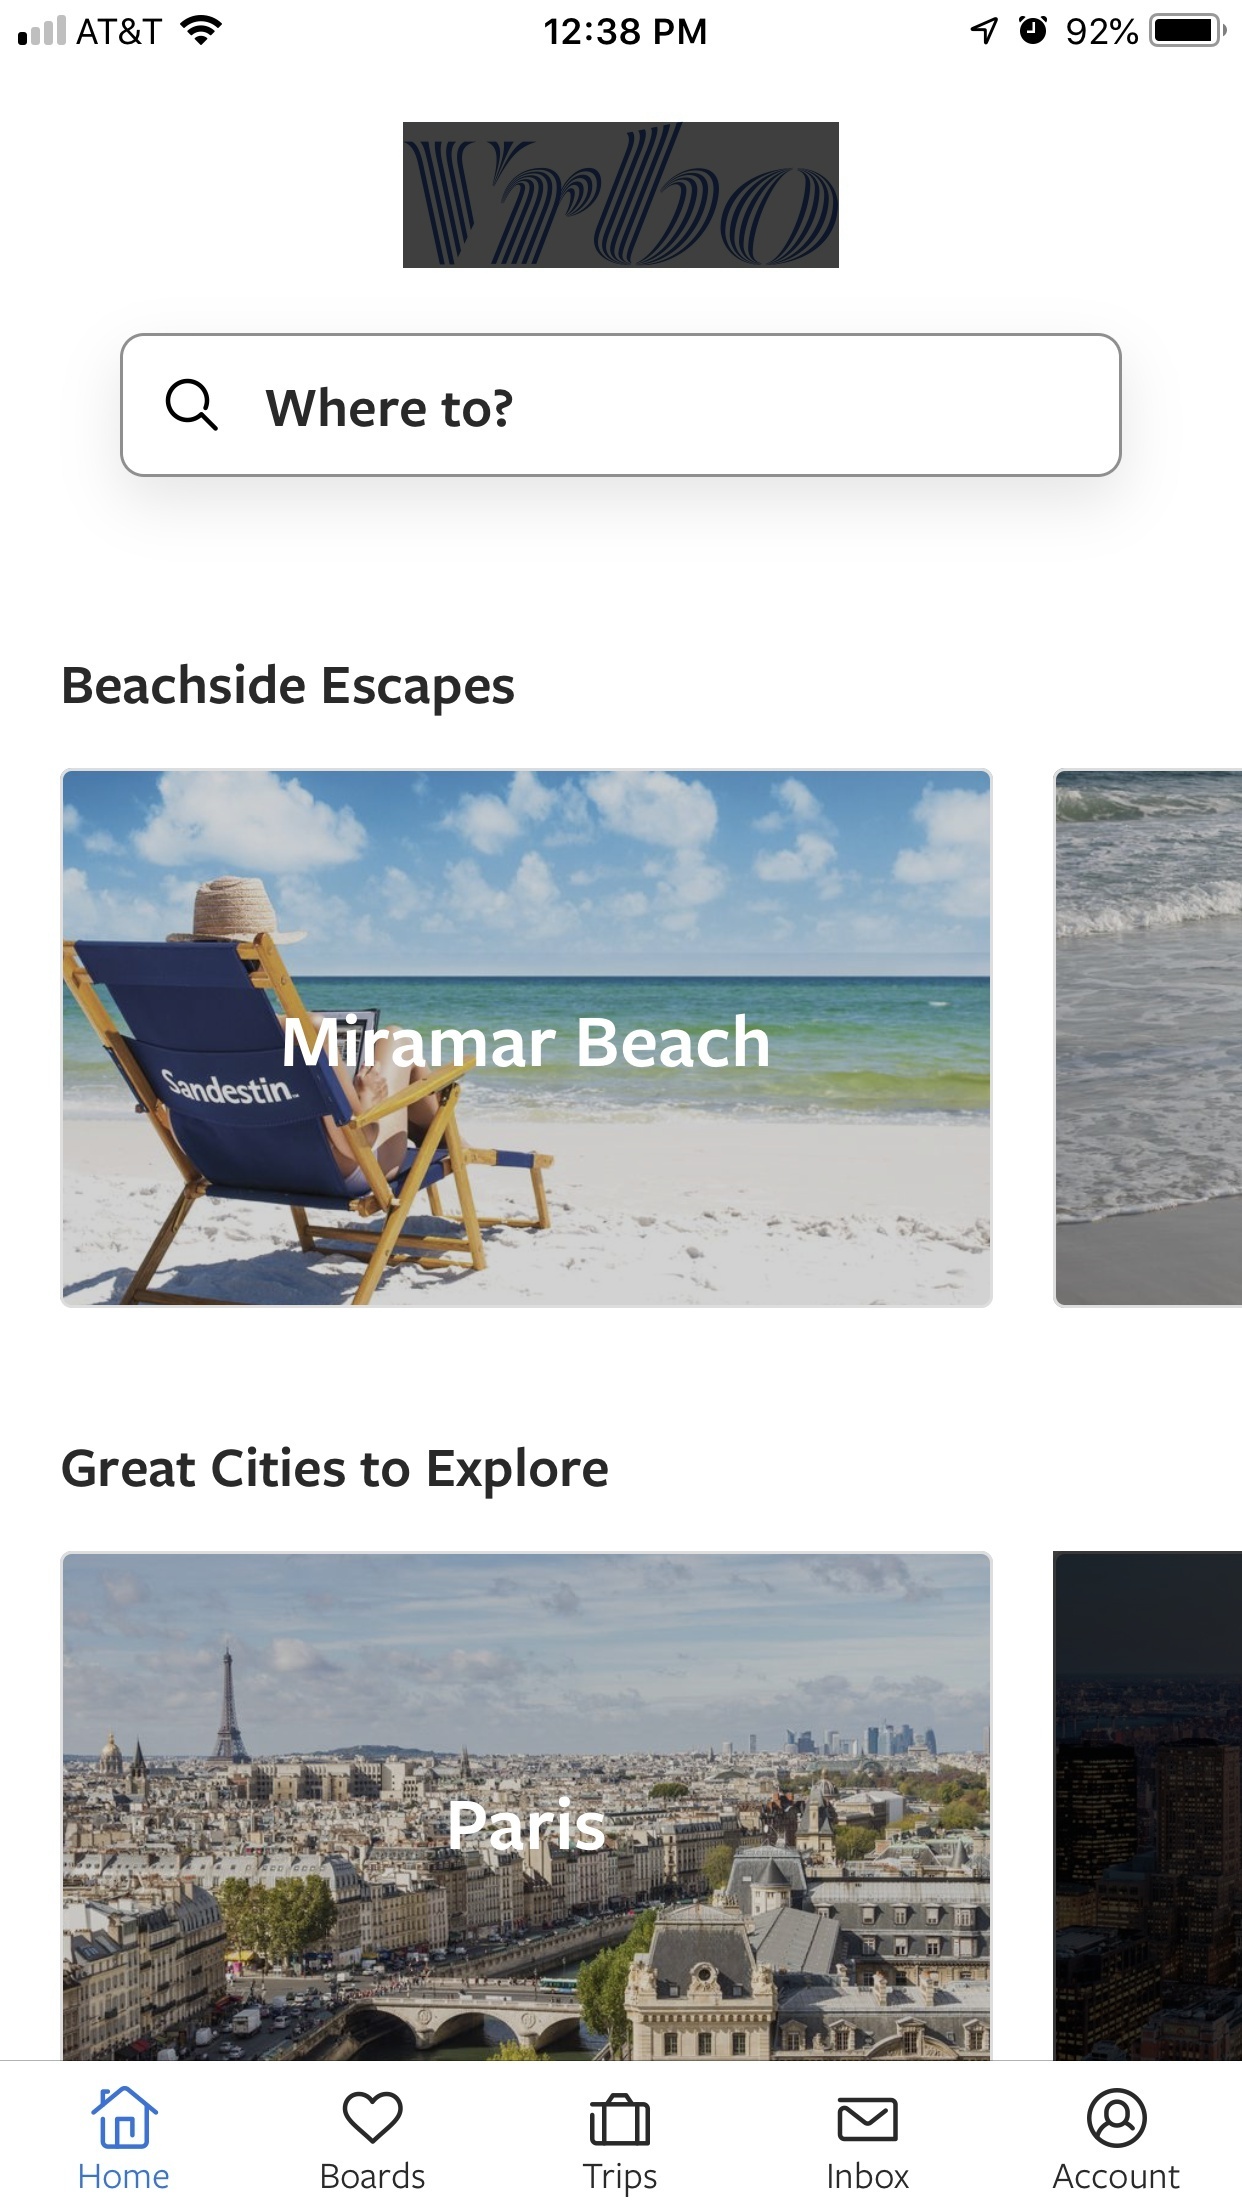 AT&T 12:38 PM 92%
Vrbo
Where to?
Beachside Escapes
Miramar Beach
Sandestin™
Great Cities to Explore
Paris
Home Boards Trips Inbox Account